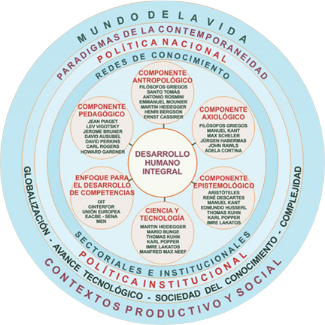 MUNDO DE LA VIDA
PARADIGMAS DE LA CONTEMPORANEIDAD
POLÍTICA NACIONAL
REDES DE CONOCIMIENTO
COMPONENTE
ANTROPOLÓGICO
FILÓSOFOS GRIEGOS
SANTO TOMÁS
ANTONIO ROSMINI
EMMANUEL MOUNIER
MARTIN HEIDEGGER
HENRI BERGSON
ERNST CASSIRER
COMPONENTE
PEDAGÓGICO
JEAN PIAGET
LEV VIGOTSKY
JEROME BRUNER
DAVID AUSUBEL
DAVID PERKINS
CARL ROGERS
HOWARD GARDNER
COMPONENTE
AXIOLÓGICO
FILÓSOFOS GRIEGOS
MANUEL KANT
MAX SCHELER
JÜRGEN HABERMAS
JOHN RAWLS
ADELA CORTINA
DESARROLLO
HUMANO
INTEGRAL
ENFOQUE PARA
EL DESARROLLO
DE COMPETENCIAS
OIT
CINTERFOR
UNIÓN EUROPEA
EACBE - SENA
MEN
COMPONENTE
EPISTEMOLÓGICO
ARISTÓTELES
RENÉ DESCARTES
MANUEL KANT
EDMUND HUSSERL
THOMAS KUHN
KARL POPPER
IMRE LAKATOS
CIENCIA Y
TECNOLOGÍA
MARTIN HEIDEGGER
MARIO BUNGE
THOMAS KUHN
KARL POPPER
IMRE LAKATOS
MANFRED MAX NEEF
SECTORIALES E INSTITUCIONALES
POLÍTICA INSTITUCIONAL
GLOBALIZACIÓN - AVANCE TECNOLÓGICO - SOCIEDAD DEL CONOCIMIENTO - COMPLEJIDAD
CONTEXTOS PRODUCTIVO Y SOCIAL